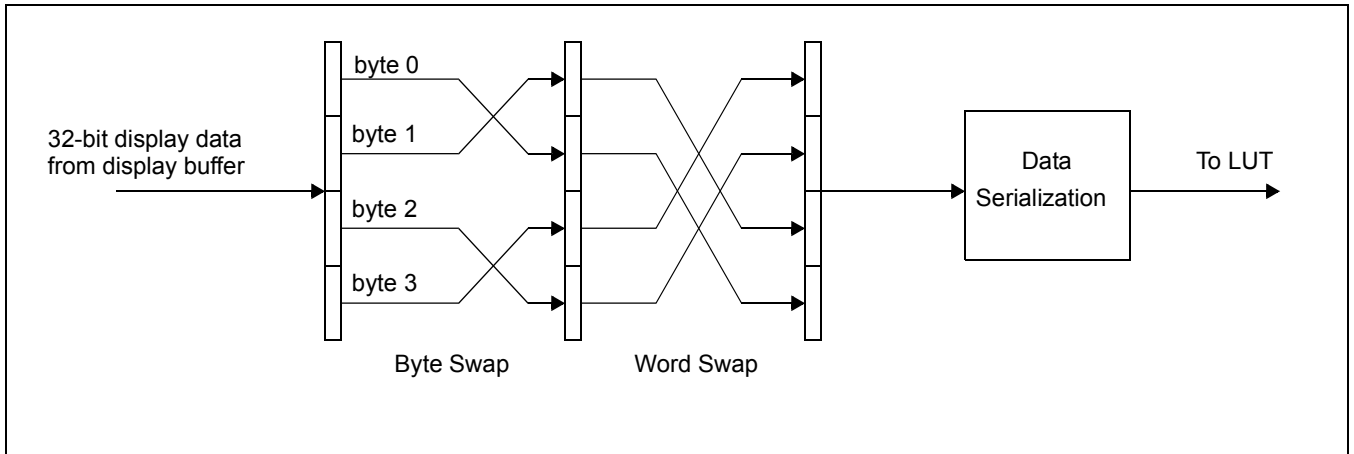 32-bit display data
from display buffer
byte 0
byte 1
byte 2
byte 3
Byte Swap
Word Swap
Data
Serialization
To LUT